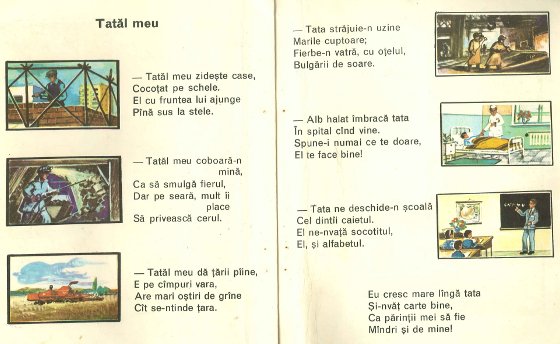 Tatăl meu
— Tatăl meu zidește case,
Cocoțat pe schele.
El cu fruntea lui ajunge
Pînă sus la stele.
— Tatăl meu coboară-n
mină,
Ca să smulgă fierul,
Dar pe seară, mult îi
place
Să privească cerul.
— Tatăl meu dă țării pîine,
E pe cîmpuri vara,
Are mari oștiri de grîne
Cît se-ntinde țara.
— Tata străjuie-n uzine
Marile cuptoare;
Fierbe-n vatră, cu oțelul,
Bulgării de soare.
— Alb halat îmbracă tata
În spital cînd vine.
Spune-i numai ce te doare,
El te face bine!
— Tata ne deschide-n școală
Cel dintîi caietul.
El ne-nvață socotitul,
El, și alfabetul.
Eu cresc mare lîngă tata
Și-nvăț carte bine,
Ca părinții mei să fie
Mîndri și de mine!